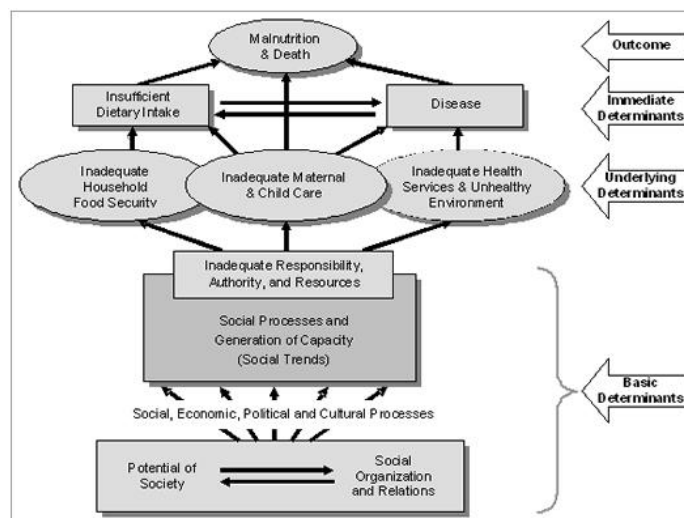 Malnutrition
& Death
Outcome
Insufficient
Dietary Intake
Disease
Immediate
Determinants
Inadequate
Household
Food Security
Inadequate Maternal
& Child Care
Inadequate Health
Services & Unhealthy
Environment
Underlying
Determinants
Inadequate Responsibility,
Authority, and Resources
Social Processes and
Generation of Capacity
(Social Trends)
Basic
Determinants
Social, Economic, Political and Cultural Processes
Potential of
Society
Social
Organization
and Relations